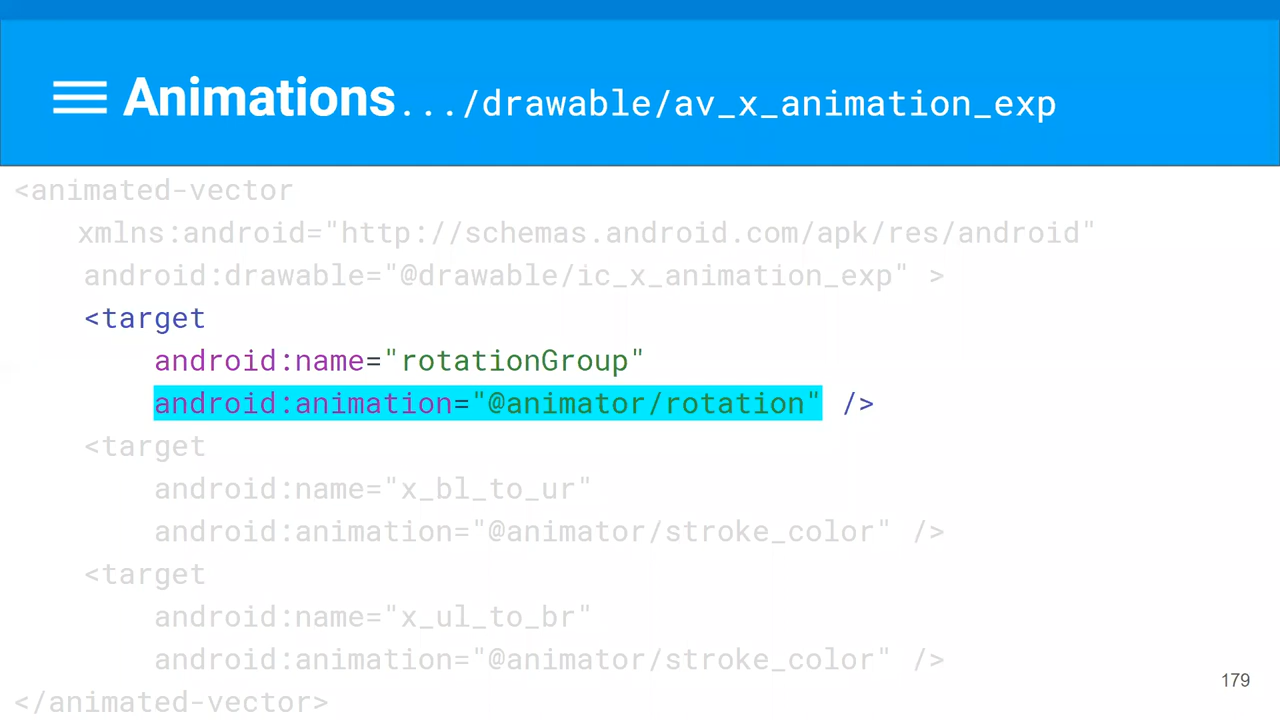 Animations.../drawable/av_x_animation_exp
<animated-vector
xmlns:android="http://schemas.android.com/apk/res/android"
android:drawable="@drawable/ic_x_animation_exp" >
<target
android:name="rotationGroup"
android:animation="@animator/rotation" />
<target
android:name="x_bl_to_ur"
android:animation="@animator/stroke_color" />
<target
android:name="x_ul_to_br"
android:animation="@animator/stroke_color" />
179
</animated-vector>